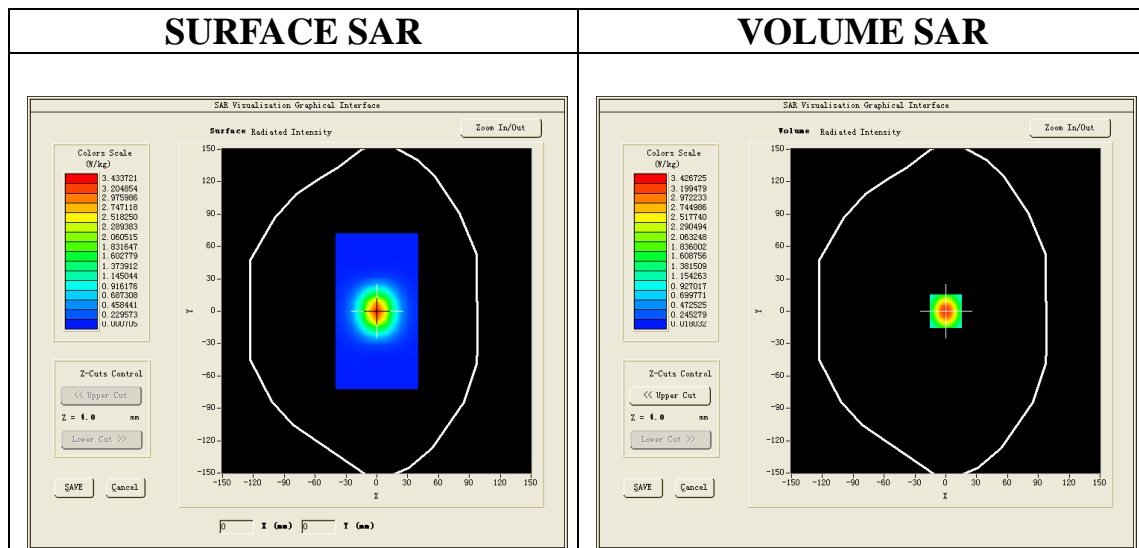 SURFACE SAR
VOLUME SAR
SAR Visualisation Graphical Interface
Surface Radiated Intensity
Zoom In/Out
Colors Scale
(W/kg)
3.433721
3.204854
2.975986
2.747118
2.518250
2.289383
2.060515
1.831647
1.602779
1.373912
1.145044
0.916176
0.687308
0.458441
0.229573
0.000705
150
120
90
60
30
0
-30
-60
-90
-120
-150
Y
-150 -120 -90 -60 -30 0 30 60 90 120 150
X
Z-Cuts Control
<< Upper Cut
Z = 4.0 mm
Lower Cut >>
SAVE Cancel
0 X (mm) 0 Y (mm)
SAR Visualisation Graphical Interface
Volume Radiated Intensity
Zoom In/Out
Colors Scale
(W/kg)
3.426725
3.199479
2.972233
2.744986
2.517740
2.290494
2.063248
1.836002
1.608756
1.381509
1.154263
0.927017
0.699771
0.472525
0.245279
0.018032
150
120
90
60
30
0
-30
-60
-90
-120
-150
Y
-150 -120 -90 -60 -30 0 30 60 90 120 150
X
Z-Cuts Control
<< Upper Cut
Z = 4.0 mm
Lower Cut >>
SAVE Cancel